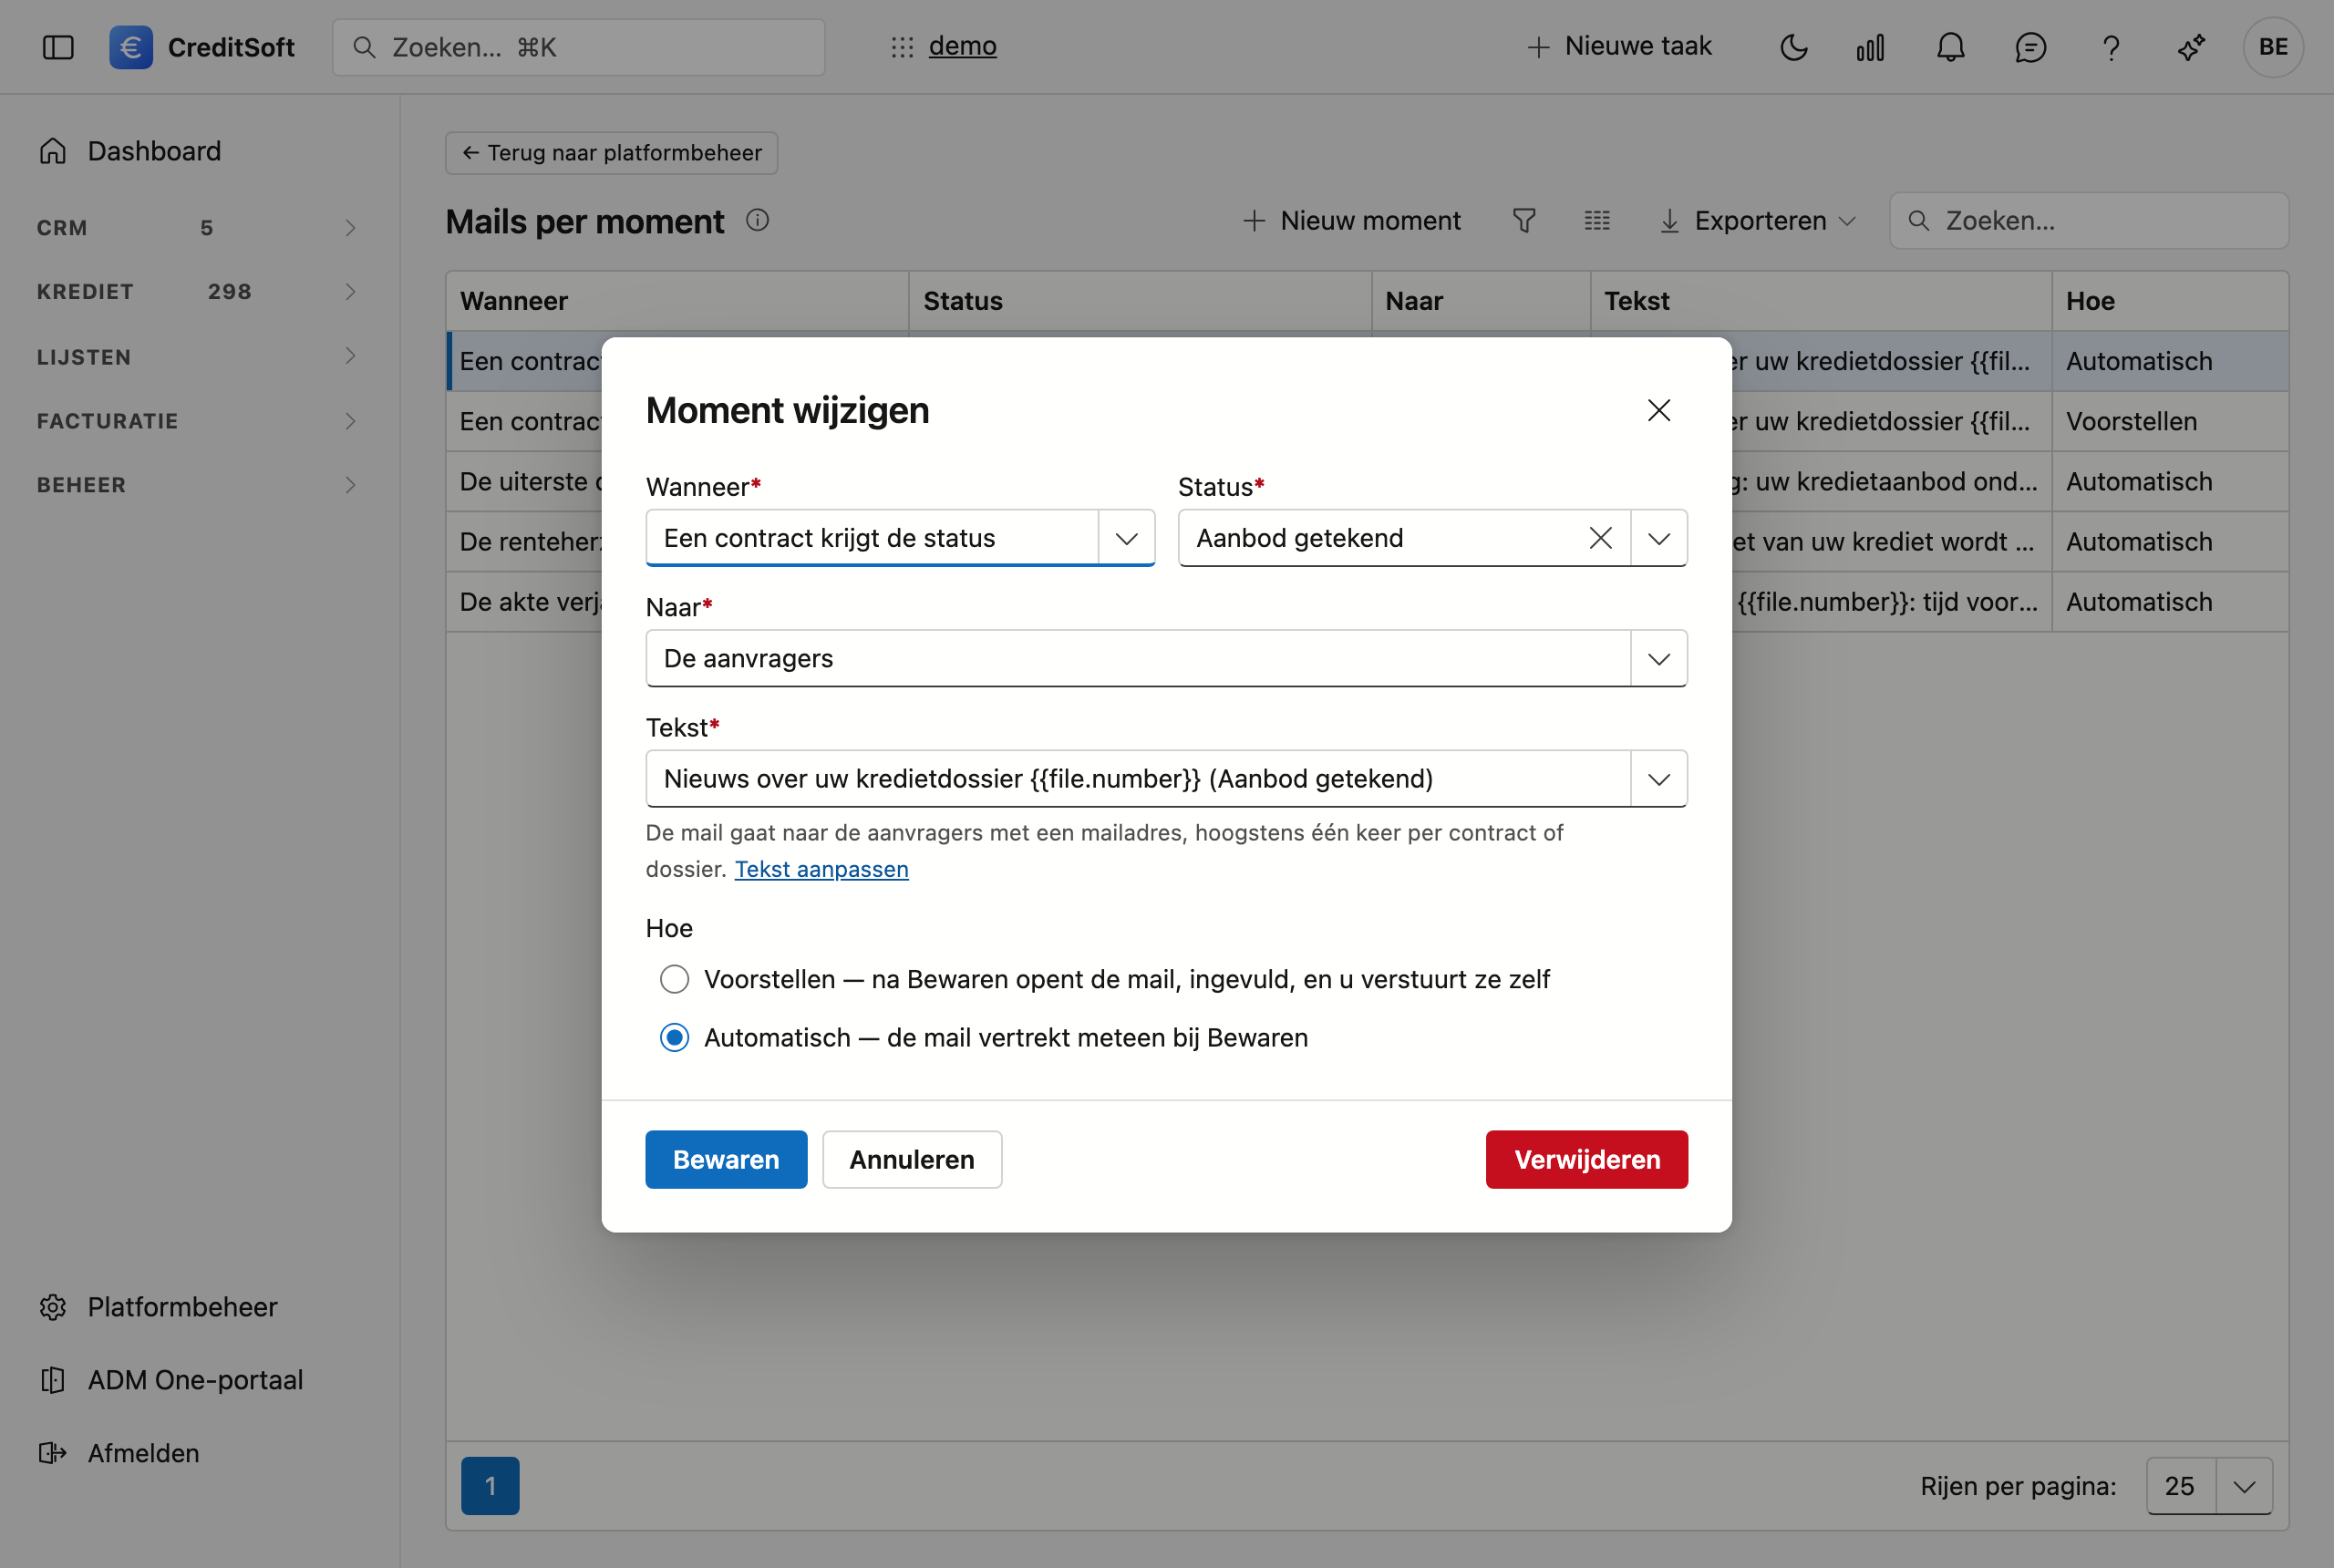 CreditSoft
Zoeken... ⌘K
demo
Nieuwe taak
BE
Dashboard
CRM 5
KREDIET 298
LIJSTEN
FACTURATIE
BEHEER
Platformbeheer
ADM One-portaal
Afmelden
← Terug naar platformbeheer
Mails per moment
Nieuw moment
Exporteren
Zoeken...
Wanneer Status Naar Tekst Hoe
Een contract er uw kredietdossier {{fil... Automatisch
Een contract er uw kredietdossier {{fil... Voorstellen
De uiterste g: uw kredietaanbod ond... Automatisch
De renteherz et van uw krediet wordt ... Automatisch
De akte verja {{file.number}}: tijd voor... Automatisch
Moment wijzigen
Wanneer*
Status*
Een contract krijgt de status
Aanbod getekend
Naar*
De aanvragers
Tekst*
Nieuws over uw kredietdossier {{file.number}} (Aanbod getekend)
De mail gaat naar de aanvragers met een mailadres, hoogstens één keer per contract of
dossier. Tekst aanpassen
Hoe
Voorstellen — na Bewaren opent de mail, ingevuld, en u verstuurt ze zelf
Automatisch — de mail vertrekt meteen bij Bewaren
Bewaren
Annuleren
Verwijderen
1
Rijen per pagina: 25